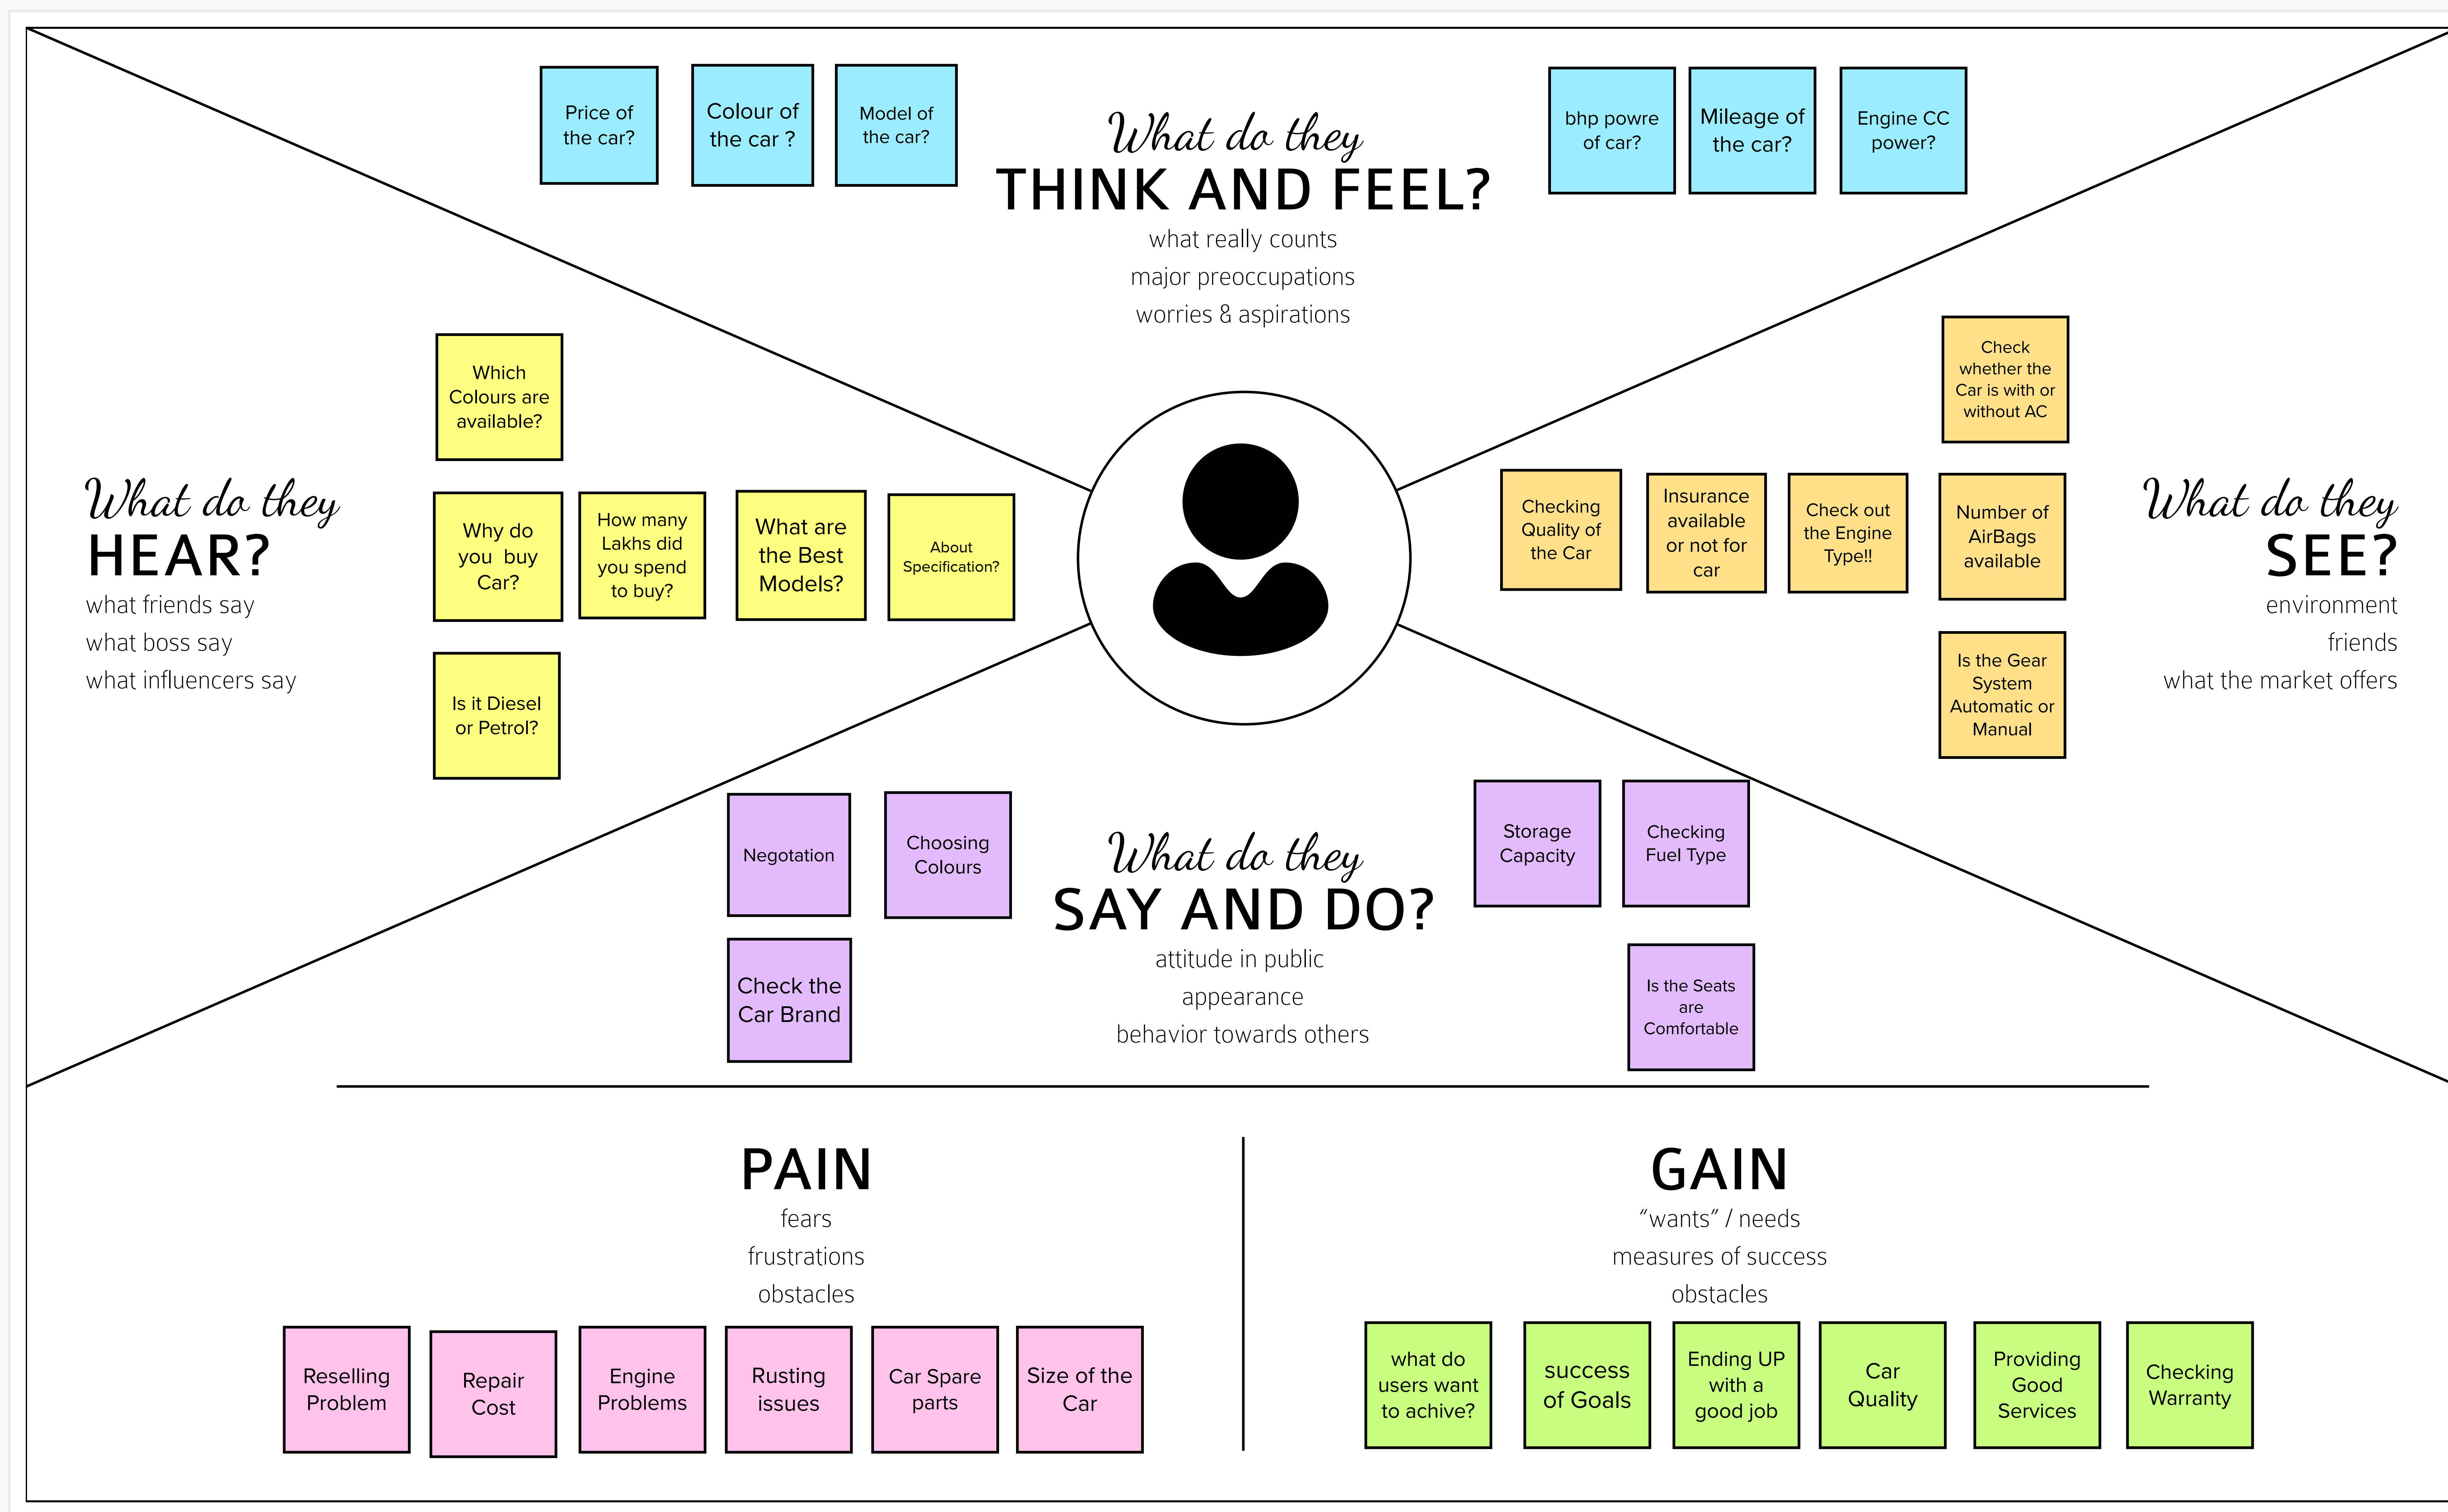 Price of
the car?
Colour of
the car ?
Model of
the car?
What do they
THINK AND FEEL?
what really counts
major preoccupations
worries & aspirations
bhp powre
of car?
Mileage of
the car?
Engine CC
power?
What do they
HEAR?
what friends say
what boss say
what influencers say
Which
Colours are
available?
Why do
you buy
Car?
How many
Lakhs did
you spend
to buy?
What are
the Best
Models?
About
Specification?
Is it Diesel
or Petrol?
Check
whether the
Car is with or
without AC
Checking
Quality of
the Car
Insurance
available
or not for
car
Check out
the Engine
Type!!
Number of
AirBags
available
Is the Gear
System
Automatic or
Manual
What do they
SEE?
environment
friends
what the market offers
Negotation
Choosing
Colours
Check the
Car Brand
What do they
SAY AND DO?
attitude in public
appearance
behavior towards others
Storage
Capacity
Checking
Fuel Type
Is the Seats
are
Comfortable
PAIN
fears
frustrations
obstacles
Reselling
Problem
Repair
Cost
Engine
Problems
Rusting
issues
Car Spare
parts
Size of the
Car
GAIN
“wants” / needs
measures of success
obstacles
what do
users want
to achive?
success
of Goals
Ending UP
with a
good job
Car
Quality
Providing
Good
Services
Checking
Warranty